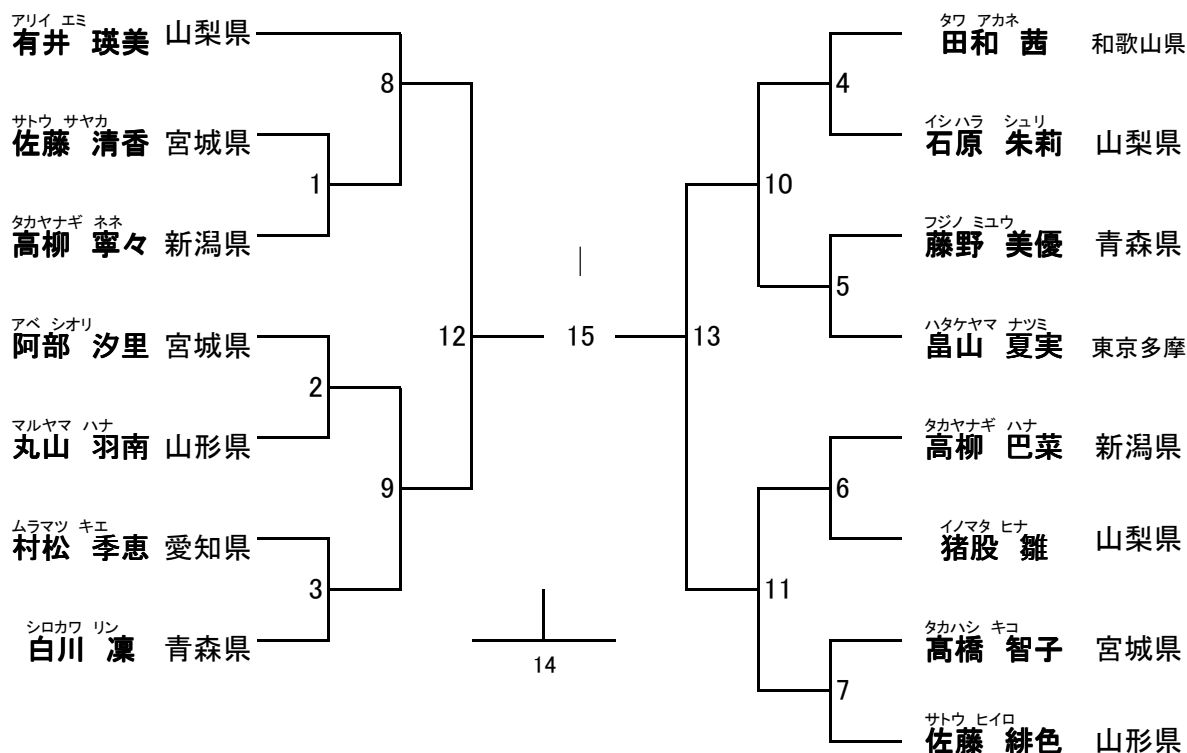 アリイ エミ
有井 瑛美 山梨県
8
サトウ サヤカ
佐藤 清香 宮城県
1
タカヤナギ ネネ
高柳 寧々 新潟県
アベ シオリ
阿部 汐里 宮城県
12
2
マルヤマ ハナ
丸山 羽南 山形県
9
ムラマツ キエ
村松 季恵 愛知県
3
シロカワ リン
白川 凜 青森県
15
14
タワ アカネ
田和 茜 和歌山県
4
イシハラ シュリ
石原 朱莉 山梨県
10
フジノ ミユウ
藤野 美優 青森県
5
ハタケヤマ ナツミ
畠山 夏実 東京多摩
13
タカヤナギ ハナ
高柳 巴菜 新潟県
6
イノマタ ヒナ
猪股 雛 山梨県
11
タカハシ キコ
高橋 智子 宮城県
7
サトウ ヒイロ
佐藤 緋色 山形県